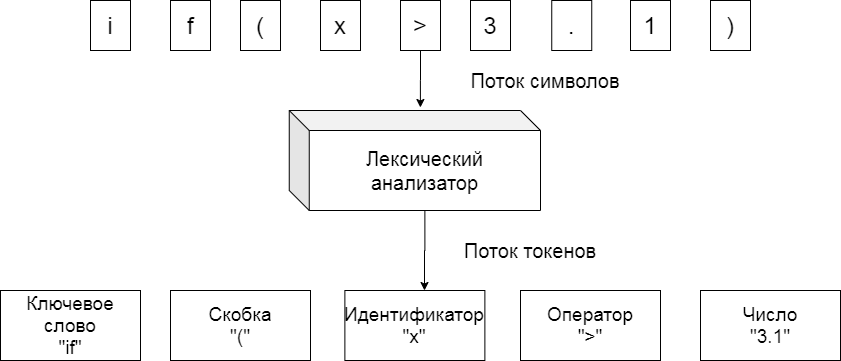 i f ( x > 3 . 1 )
Поток символов
Лексический
анализатор
Поток токенов
Ключевое
слово
"if"
Скобка
"("
Идентификатор
"x"
Оператор
">"
Число
"3.1"